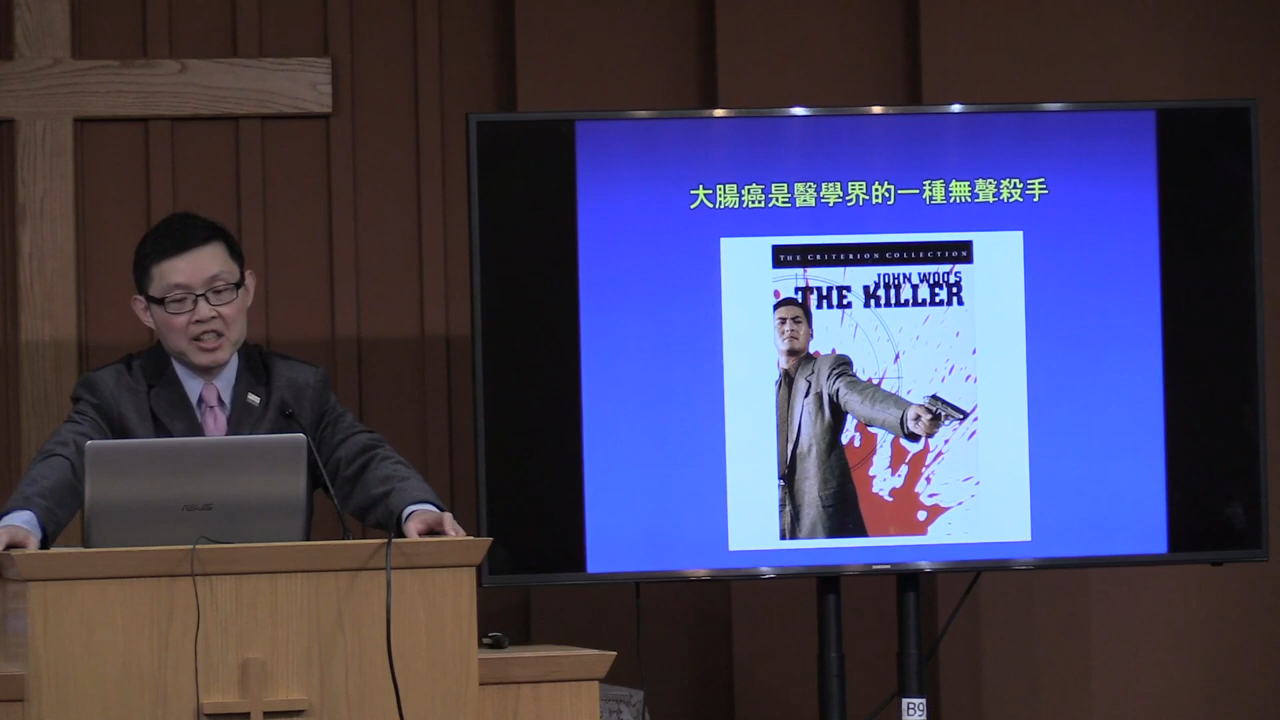 大腸癌是醫學界的一種無聲殺手
THE CRITERION COLLECTION
JOHN WOO'S
THE KILLER
ASUS
SAMSUNG
B9